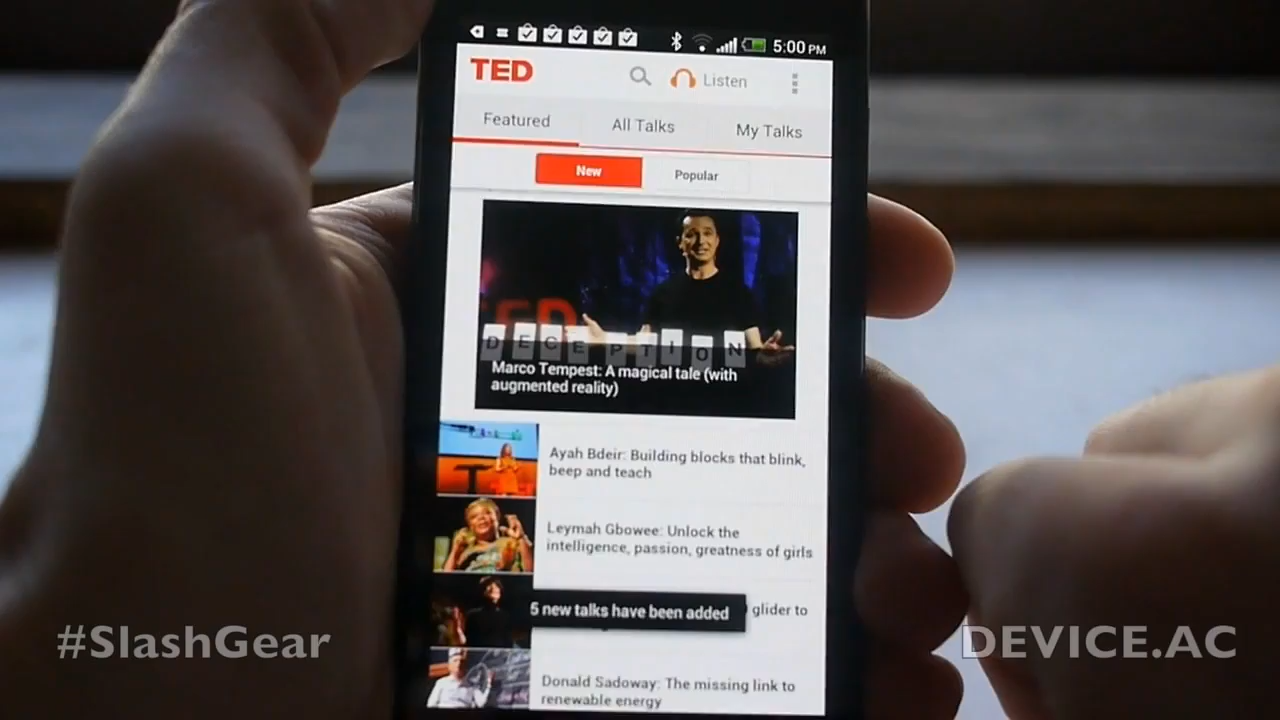 5:00 PM
TED
Listen
Featured
All Talks
My Talks
New
Popular
DECEPTION
Marco Tempest: A magical tale (with
augmented reality)
Ayah Bdeir: Building blocks that blink,
beep and teach
Leymah Gbowee: Unlock the
intelligence, passion, greatness of girls
glider to
5 new talks have been added
Donald Sadoway: The missing link to
renewable energy
#SlashGear
DEVICE.AC